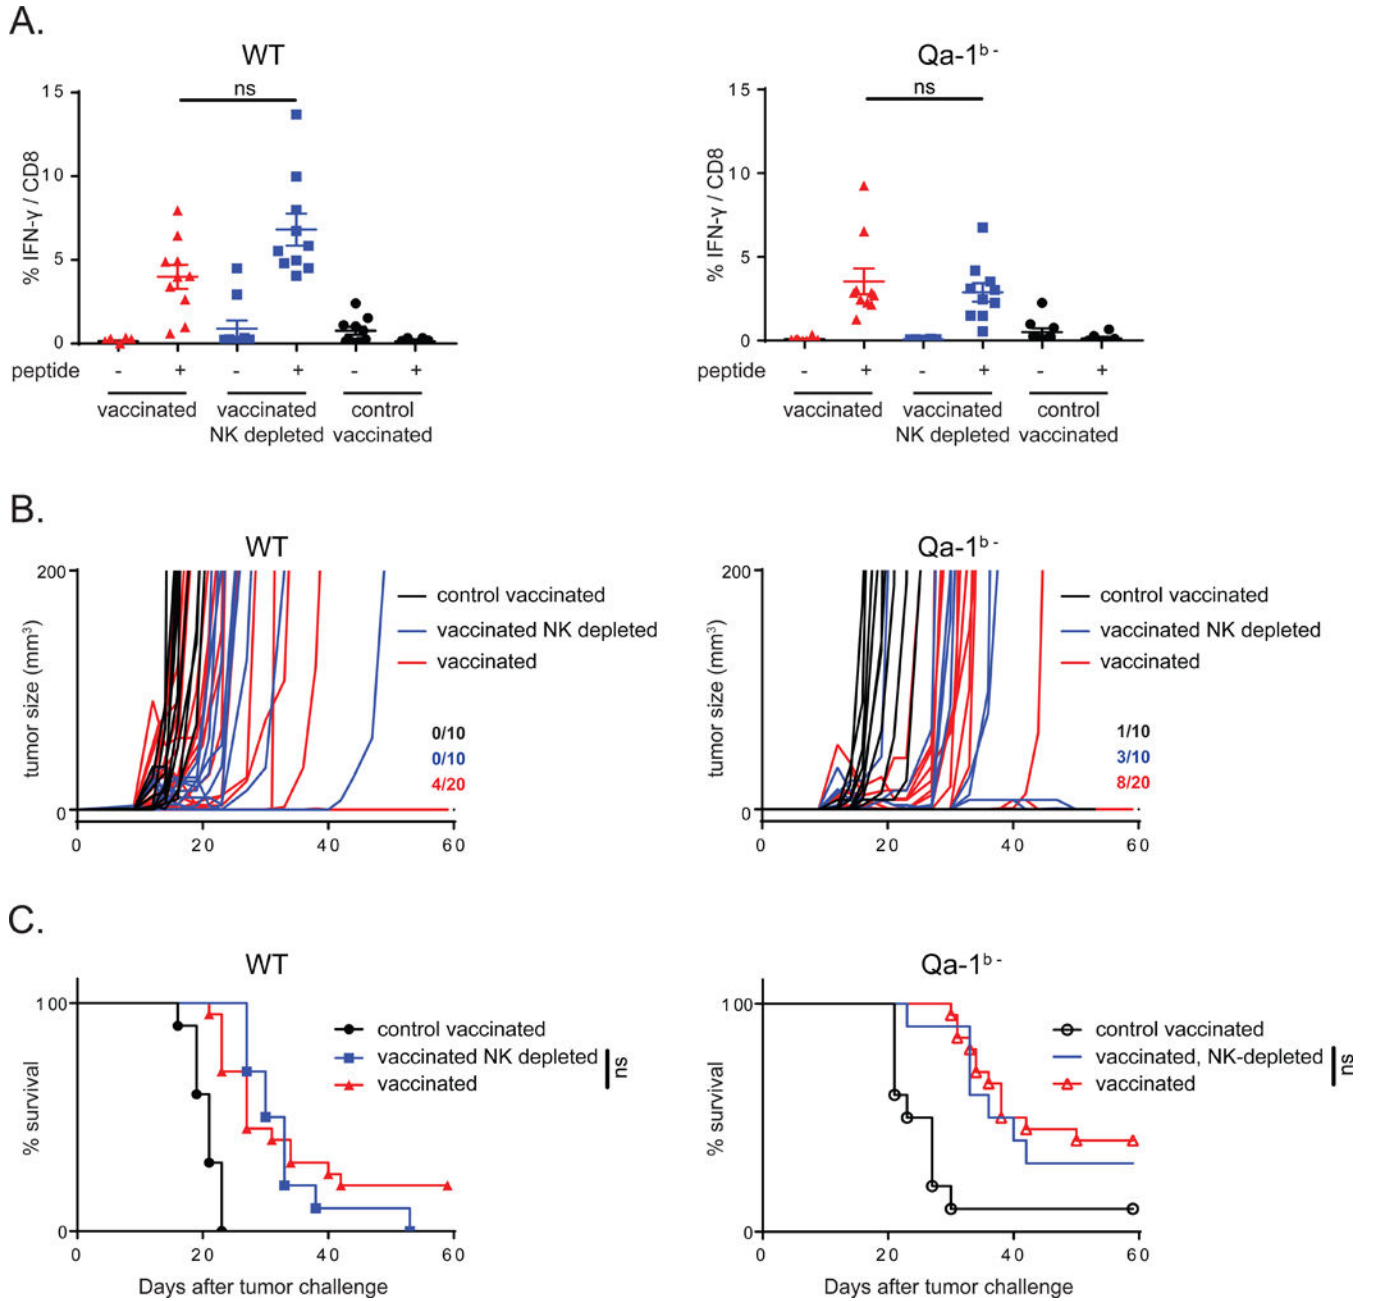 A.
WT
Qa-1ᵇ⁻
ns
ns
15
10
5
0
% IFN-γ / CD8
15
10
5
0
% IFN-γ / CD8
peptide - + - + - +
vaccinated vaccinated control
NK depleted vaccinated
peptide - + - + - +
vaccinated vaccinated control
NK depleted vaccinated
B.
WT
Qa-1ᵇ⁻
200
0
tumor size (mm³)
control vaccinated
vaccinated NK depleted
vaccinated
0/10
0/10
4/20
0 20 40 60
200
0
tumor size (mm³)
control vaccinated
vaccinated NK depleted
vaccinated
1/10
3/10
8/20
0 20 40 60
C.
WT
Qa-1ᵇ⁻
100
0
% survival
control vaccinated
vaccinated NK depleted
vaccinated
ns
0 20 40 60
Days after tumor challenge
100
0
% survival
control vaccinated
vaccinated, NK-depleted
vaccinated
ns
0 20 40 60
Days after tumor challenge